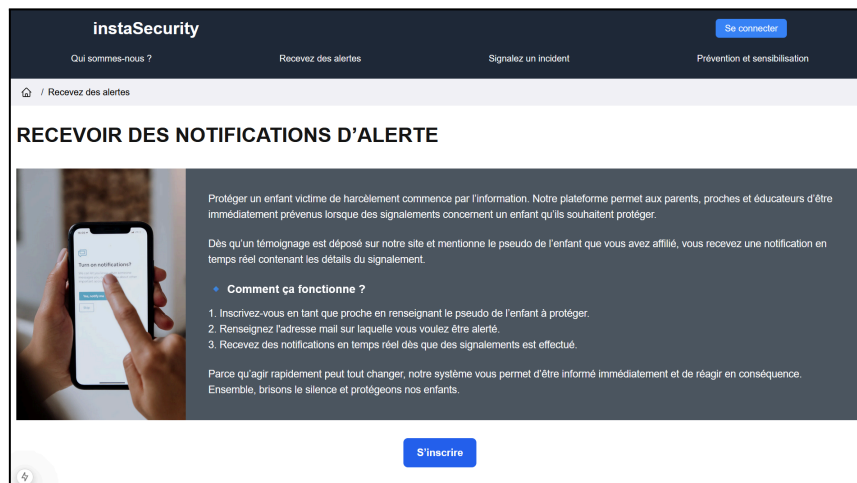 instaSecurity
Se connecter
Qui sommes-nous ?
Recevez des alertes
Signalez un incident
Prévention et sensibilisation
/ Recevez des alertes
RECEVOIR DES NOTIFICATIONS D'ALERTE
Turn on notifications?
Protéger un enfant victime de harcèlement commence par l'information. Notre plateforme permet aux parents, proches et éducateurs d'être
immédiatement prévenus lorsque des signalements concernent un enfant qu'ils souhaitent protéger.
Dès qu'un témoignage est déposé sur notre site et mentionne le pseudo de l'enfant que vous avez affilié, vous recevez une notification en
temps réel contenant les détails du signalement.
Comment ça fonctionne ?
1. Inscrivez-vous en tant que proche en renseignant le pseudo de l'enfant à protéger.
2. Renseignez l'adresse mail sur laquelle vous voulez être alerté.
3. Recevez des notifications en temps réel dès que des signalements est effectué.
Parce qu'agir rapidement peut tout changer, notre système vous permet d'être informé immédiatement et de réagir en conséquence.
Ensemble, brisons le silence et protégeons nos enfants.
S'inscrire